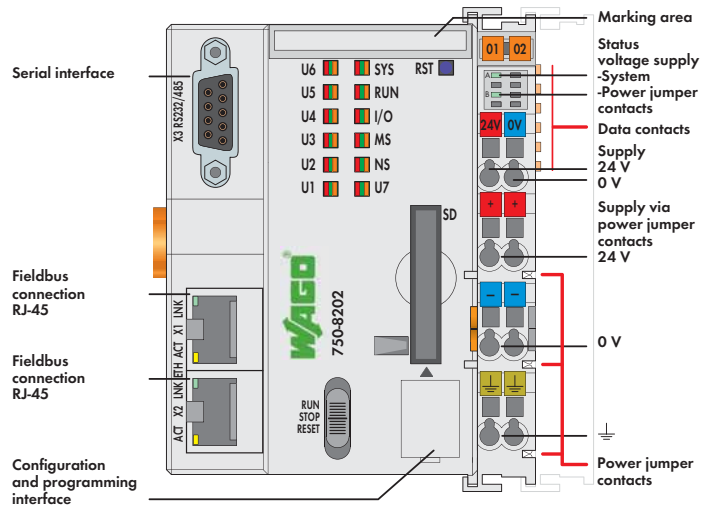 Marking area
01 02
Status
voltage supply
-System
-Power jumper
contacts
A
B
Data contacts
24V 0V
Supply
24 V
0 V
+ +
Supply via
power jumper
contacts
24 V
– –
0 V
Power jumper
contacts
Serial interface
X3 RS232/485
U6 SYS RST
U5 RUN
U4 I/O
U3 MS
U2 NS
U1 U7
SD
WAGO
750-8202
Fieldbus
connection
RJ-45
ACT X1 LNK
ETH
Fieldbus
connection
RJ-45
ACT X2 LNK
RUN
STOP
RESET
Configuration
and programming
interface